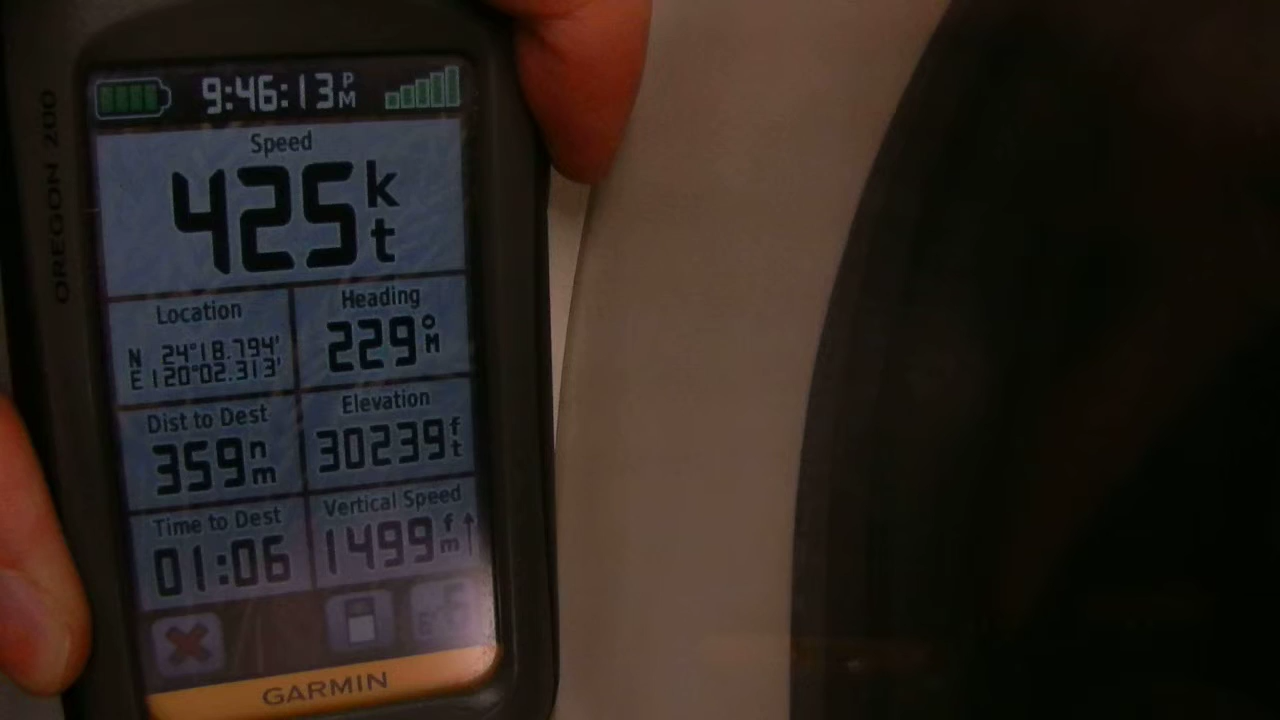 OREGON 200
9:46:13 PM
Speed
425 kt
Location
N 24°18.794'
E 120°02.313'
Heading
229°M
Dist to Dest
359 nm
Elevation
30239 ft
Time to Dest
01:06
Vertical Speed
1499 fm↑
GARMIN